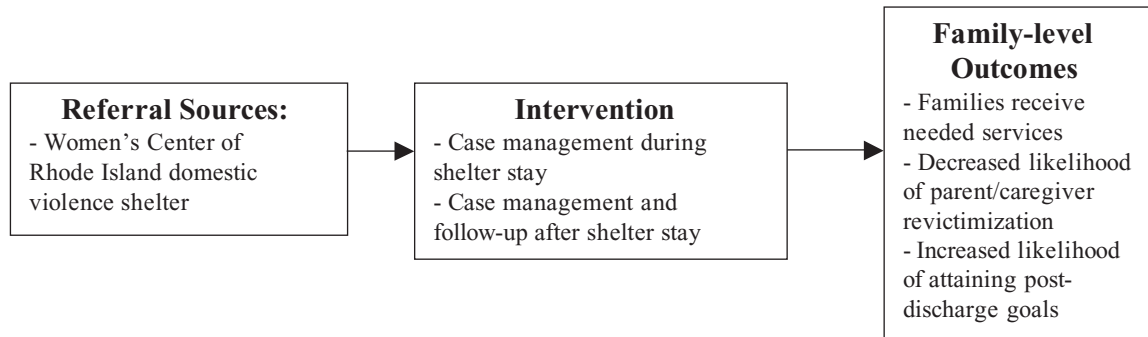 Referral Sources:
- Women’s Center of
Rhode Island domestic
violence shelter
Intervention
- Case management during
shelter stay
- Case management and
follow-up after shelter stay
Family-level
Outcomes
- Families receive
needed services
- Decreased likelihood
of parent/caregiver
revictimization
- Increased likelihood
of attaining post-
discharge goals